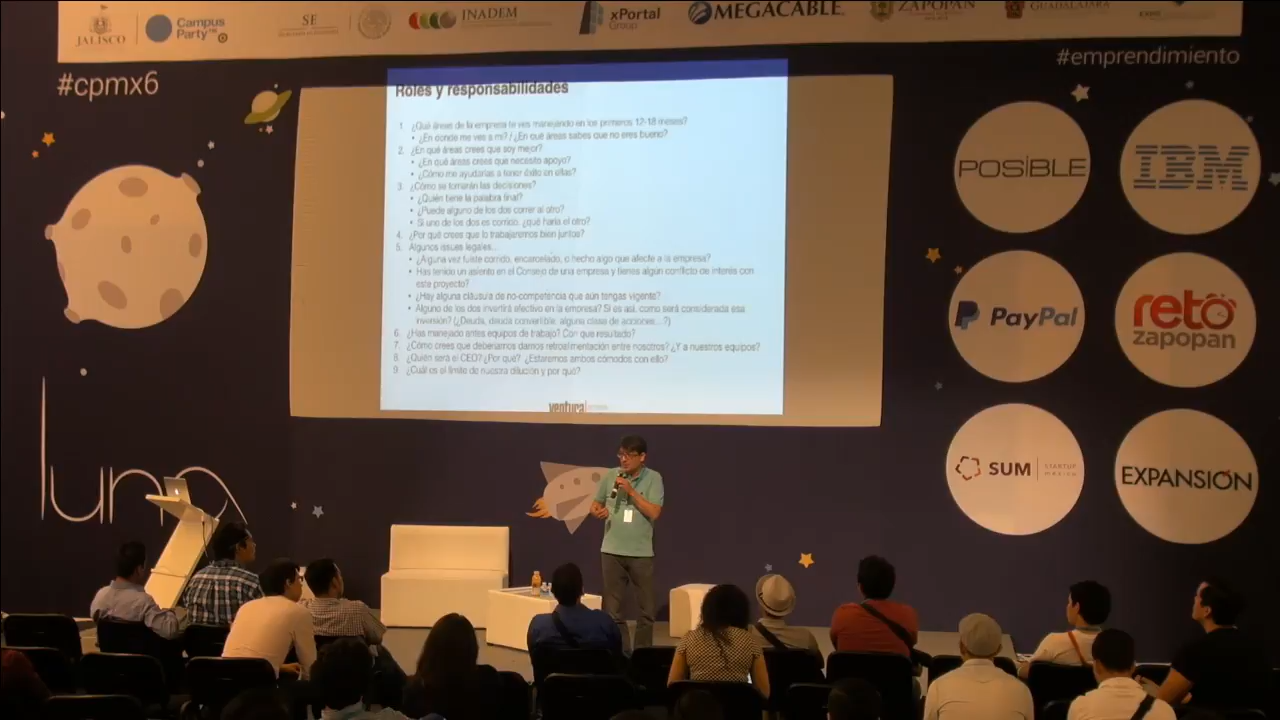 JALISCO
Campus Party
SE
INADEM
xPortal Group
MEGACABLE
ZAPOPAN
GUADALAJARA
#cpmx6
#emprendimiento
Roles y responsabilidades
1. ¿Qué áreas de la empresa te ves manejando en los primeros 12-18 meses?
• ¿En donde me ves a mi? / ¿En qué áreas sabes que no eres bueno?
2. ¿En qué áreas crees que soy mejor?
• ¿En qué áreas crees que necesito apoyo?
• ¿Cómo me ayudarías a tener éxito en ellas?
3. ¿Cómo se tomarán las decisiones?
• ¿Quién tiene la palabra final?
• ¿Puede alguno de los dos correr al otro?
• Si uno de los dos es corrido, ¿qué haría el otro?
4. ¿Por qué crees que lo trabajaremos bien juntos?
5. Algunos issues legales...
• ¿Alguna vez fuiste corrido, encarcelado, o hecho algo que afecte a la empresa?
• Has tenido un asiento en el Consejo de una empresa y tienes algún conflicto de interés con
este proyecto?
• ¿Hay alguna cláusula de no-competencia que aún tengas vigente?
• Alguno de los dos invertirá efectivo en la empresa? Si es así, como será considerada esa
inversión? (¿Deuda, deuda convertible, alguna clase de acciones...?)
6. ¿Has manejado antes equipos de trabajo? Con que resultado?
7. ¿Cómo crees que deberíamos darnos retroalimentación entre nosotros? ¿Y a nuestros equipos?
8. ¿Quién será el CEO? ¿Por qué? ¿Estaremos ambos cómodos con ello?
9. ¿Cuál es el límite de nuestra dilución y por qué?
ventura
POSIBLE
IBM
PayPal
reto
zapopan
SUM
STARTUP
MÉXICO
EXPANSIÓN
luna